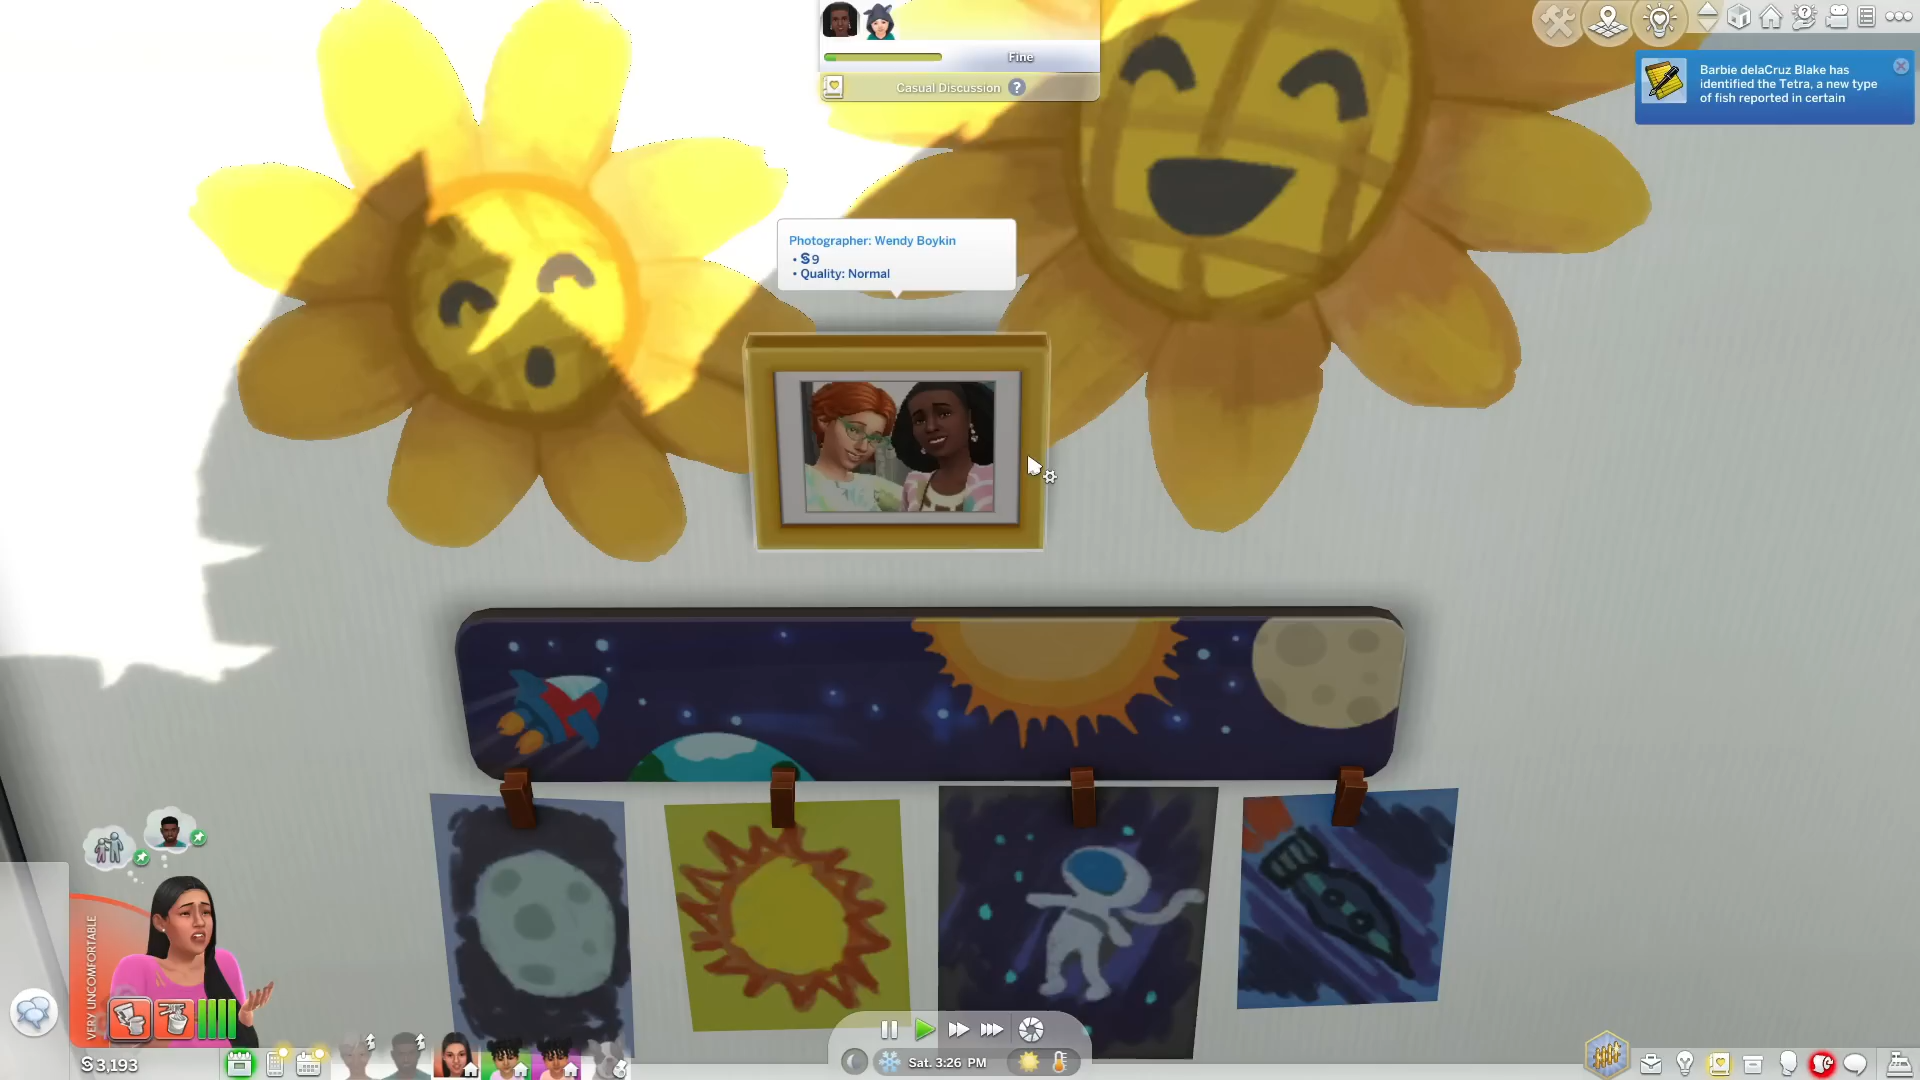 Fine
Casual Discussion ?
Barbie delaCruz Blake has
identified the Tetra, a new type
of fish reported in certain
Photographer: Wendy Boykin
• §9
• Quality: Normal
VERY UNCOMFORTABLE
§3,193
Sat. 3:26 PM